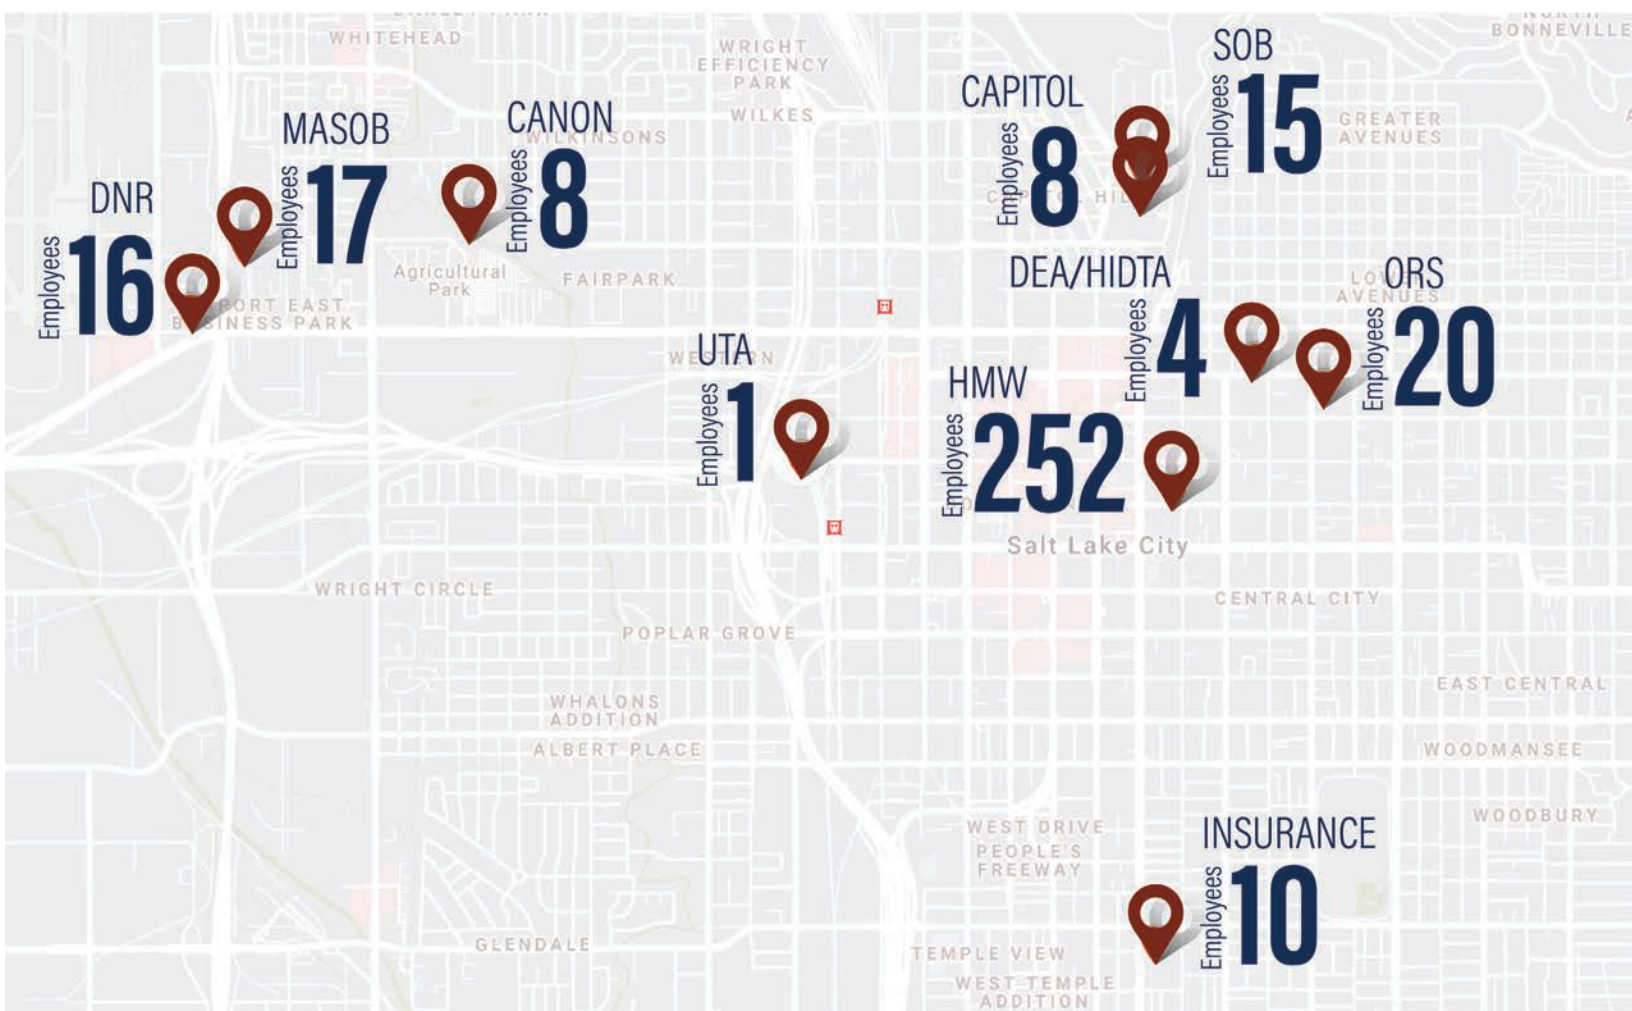 WHITEHEAD
WRIGHT
EFFICIENCY
PARK
WILKES
BONNEVILLE
SOB
Employees
15
CAPITOL
Employees
8
GREATER
AVENUES
MASOB
Employees
17
CANON
WILKINSONS
Employees
8
DNR
Employees
16
Agricultural
Park
FAIRPARK
DEA/HIDTA
Employees
4
ORS
AVENUES
Employees
20
UTA
WESTERN
Employees
1
HMW
Employees
252
Salt Lake City
WRIGHT CIRCLE
CENTRAL CITY
POPLAR GROVE
EAST CENTRAL
WHALONS
ADDITION
ALBERT PLACE
WOODMANSEE
WOODBURY
WEST DRIVE
PEOPLE'S
FREEWAY
INSURANCE
Employees
10
GLENDALE
TEMPLE VIEW
WEST TEMPLE
ADDITION